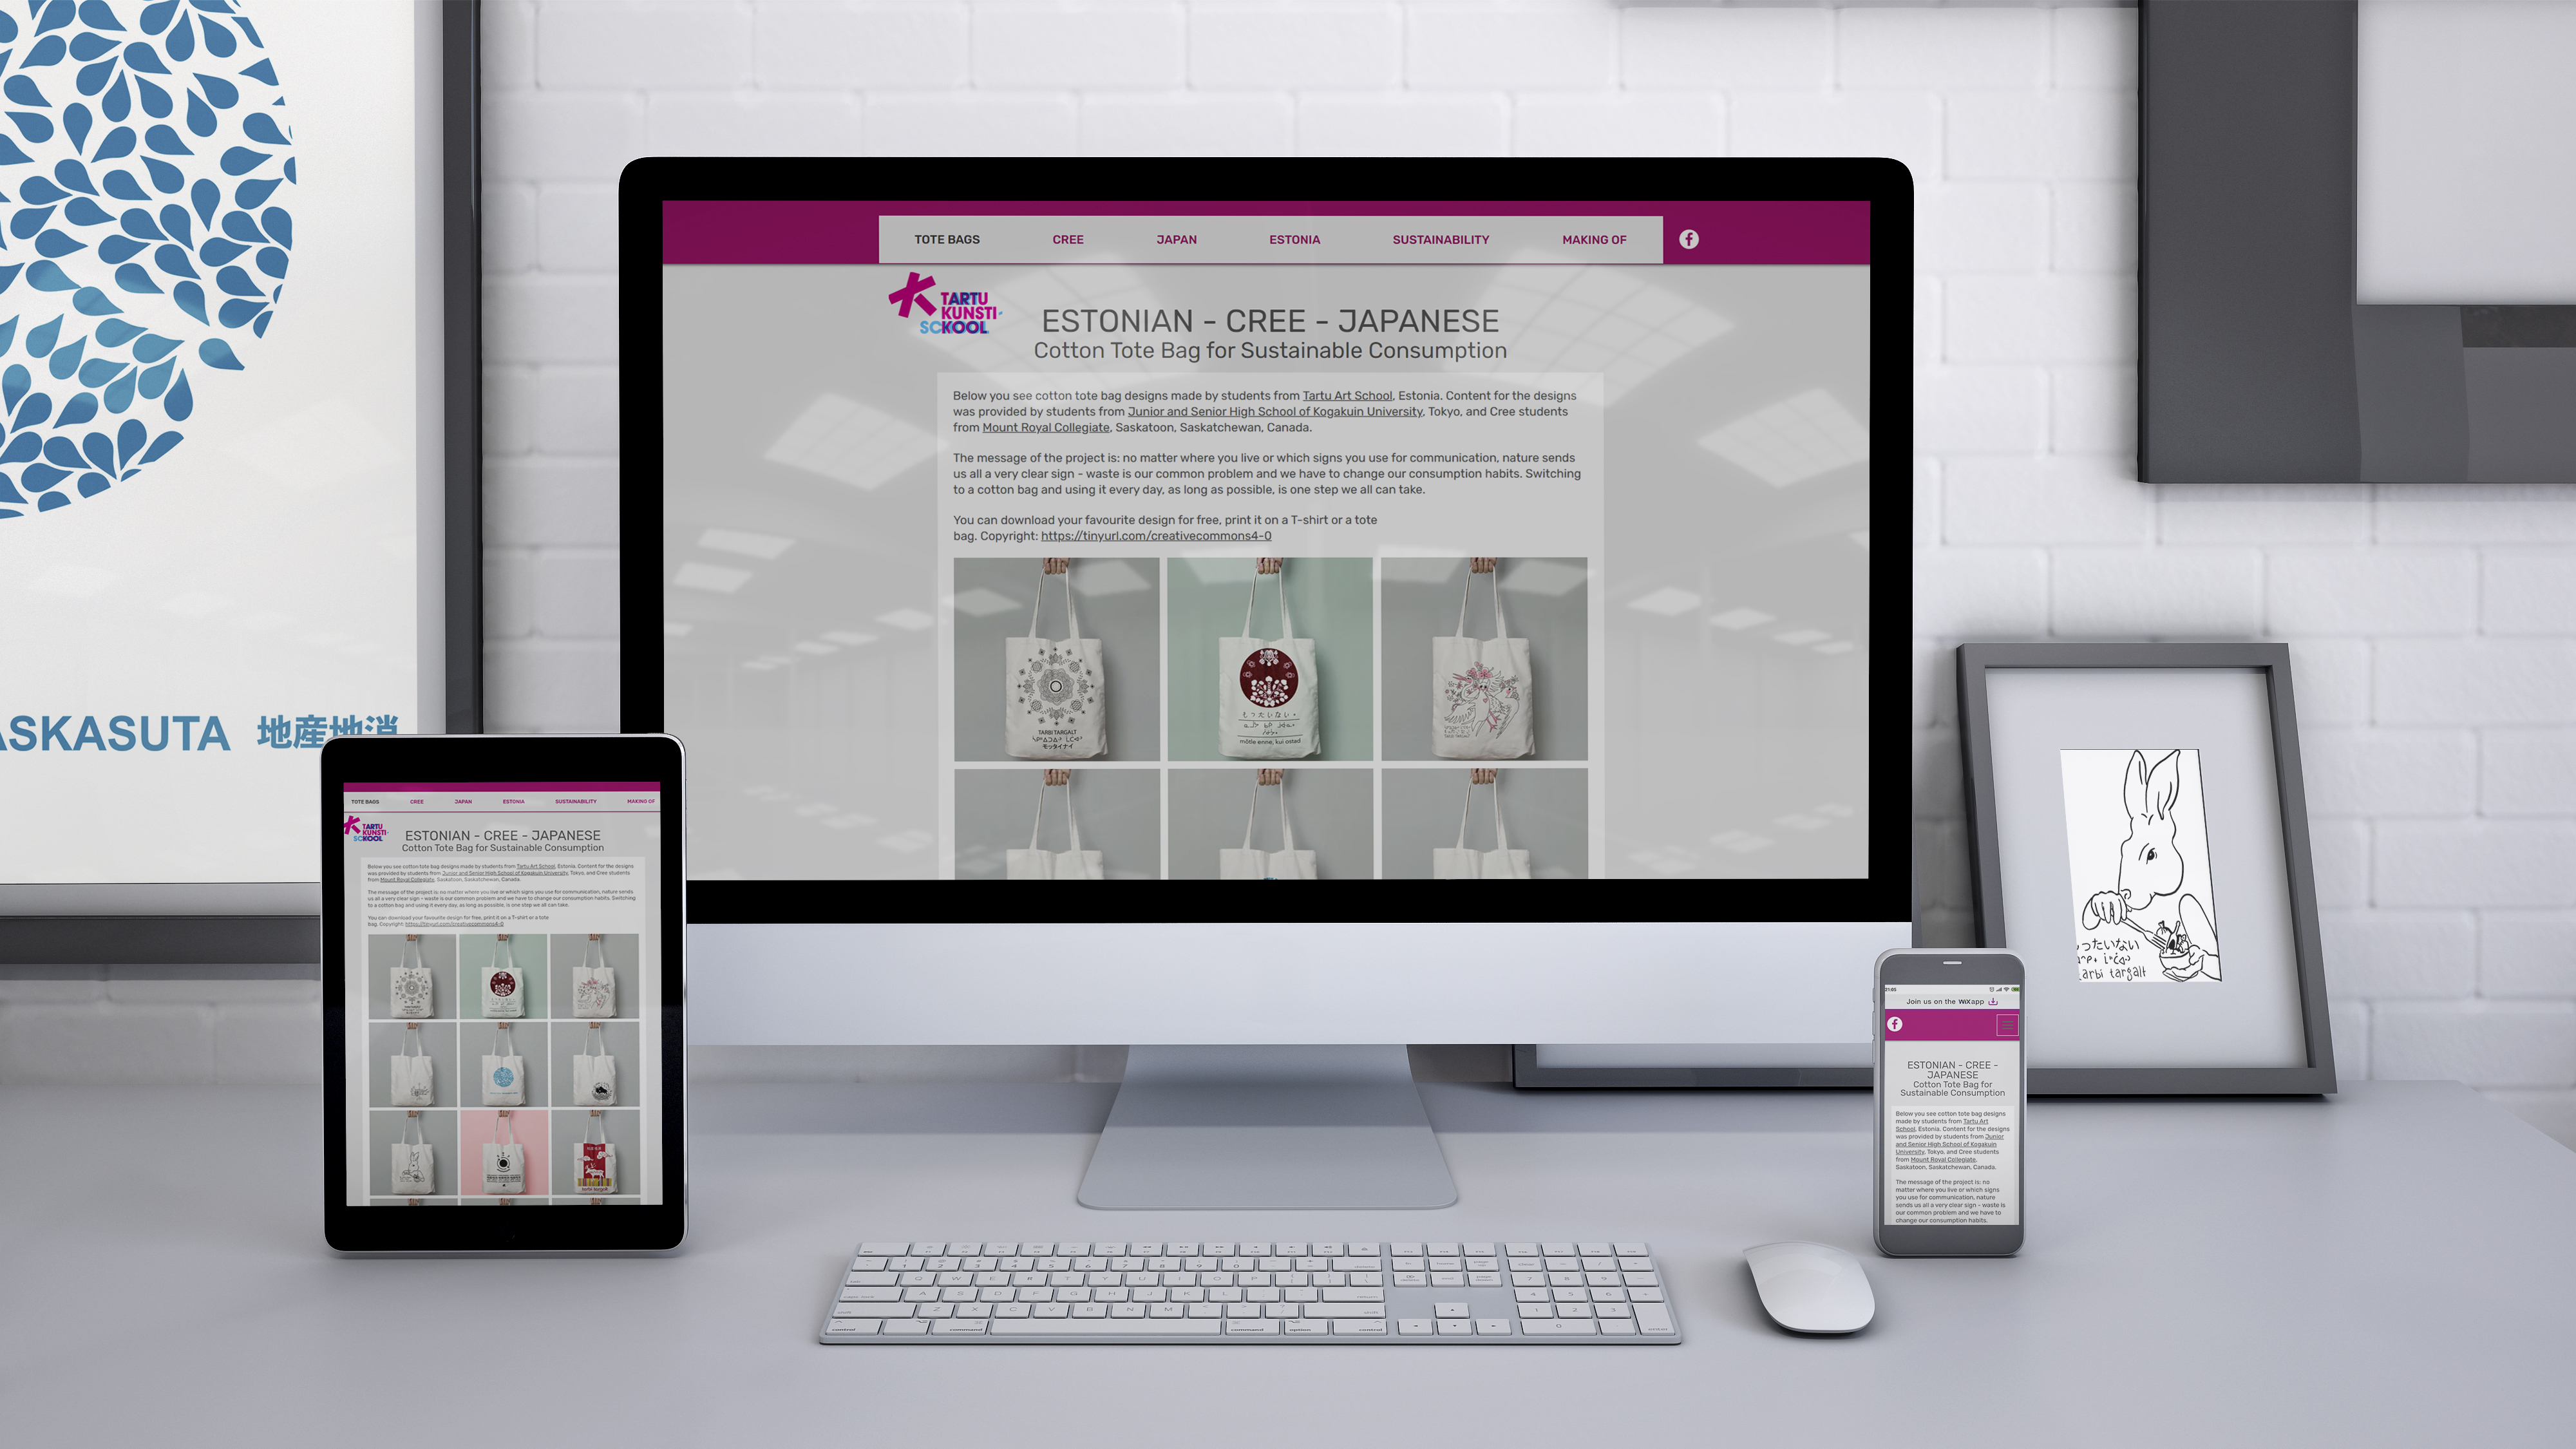 ASKASUTA 地産地消
TOTE BAGS CREE JAPAN ESTONIA SUSTAINABILITY MAKING OF
TARTU
KUNSTI-
SCKOOL
ESTONIAN - CREE - JAPANESE
Cotton Tote Bag for Sustainable Consumption
Below you see cotton tote bag designs made by students from Tartu Art School, Estonia. Content for the designs
was provided by students from Junior and Senior High School of Kogakuin University, Tokyo, and Cree students
from Mount Royal Collegiate, Saskatoon, Saskatchewan, Canada.
The message of the project is: no matter where you live or which signs you use for communication, nature sends
us all a very clear sign - waste is our common problem and we have to change our consumption habits. Switching
to a cotton bag and using it every day, as long as possible, is one step we all can take.
You can download your favourite design for free, print it on a T-shirt or a tote
bag. Copyright: https://tinyurl.com/creativecommons4-0
TARBI TARGALT
モッタイナイ
もったいない。
mõtle enne, kui ostad
TOTE BAGS CREE JAPAN ESTONIA SUSTAINABILITY MAKING OF
TARTU
KUNSTI-
SCKOOL
ESTONIAN - CREE - JAPANESE
Cotton Tote Bag for Sustainable Consumption
Below you see cotton tote bag designs made by students from Tartu Art School, Estonia. Content for the designs
was provided by students from Junior and Senior High School of Kogakuin University, Tokyo, and Cree students
from Mount Royal Collegiate, Saskatoon, Saskatchewan, Canada.
The message of the project is: no matter where you live or which signs you use for communication, nature sends
us all a very clear sign - waste is our common problem and we have to change our consumption habits. Switching
to a cotton bag and using it every day, as long as possible, is one step we all can take.
You can download your favourite design for free, print it on a T-shirt or a tote
bag. Copyright: https://tinyurl.com/creativecommons4-0
ったいない
arbi targalt
21:03
Join us on the WiX app
ESTONIAN - CREE -
JAPANESE
Cotton Tote Bag for
Sustainable Consumption
Below you see cotton tote bag designs
made by students from Tartu Art
School, Estonia. Content for the designs
was provided by students from Junior
and Senior High School of Kogakuin
University, Tokyo, and Cree students
from Mount Royal Collegiate,
Saskatoon, Saskatchewan, Canada.
The message of the project is: no
matter where you live or which signs
you use for communication, nature
sends us all a very clear sign - waste is
our common problem and we have to
change our consumption habits.